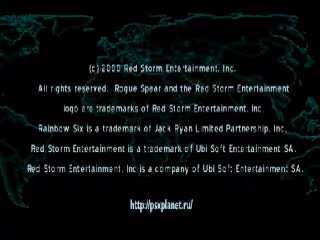 (c) 2000 Red Storm Entertainment. Inc.
All rights reserved. Rogue Spear and the Red Storm Entertainment
logo are trademarks of Red Storm Entertainment, Inc.
Rainbow Six is a trademark of Jack Ryan Limited Partnership, Inc.
Red Storm Entertainment is a trademark of Ubi Soft Entertainment SA.
Red Storm Entertainment, Inc is a company of Ubi Soft Entertainment SA.
http://psxplanet.ru/